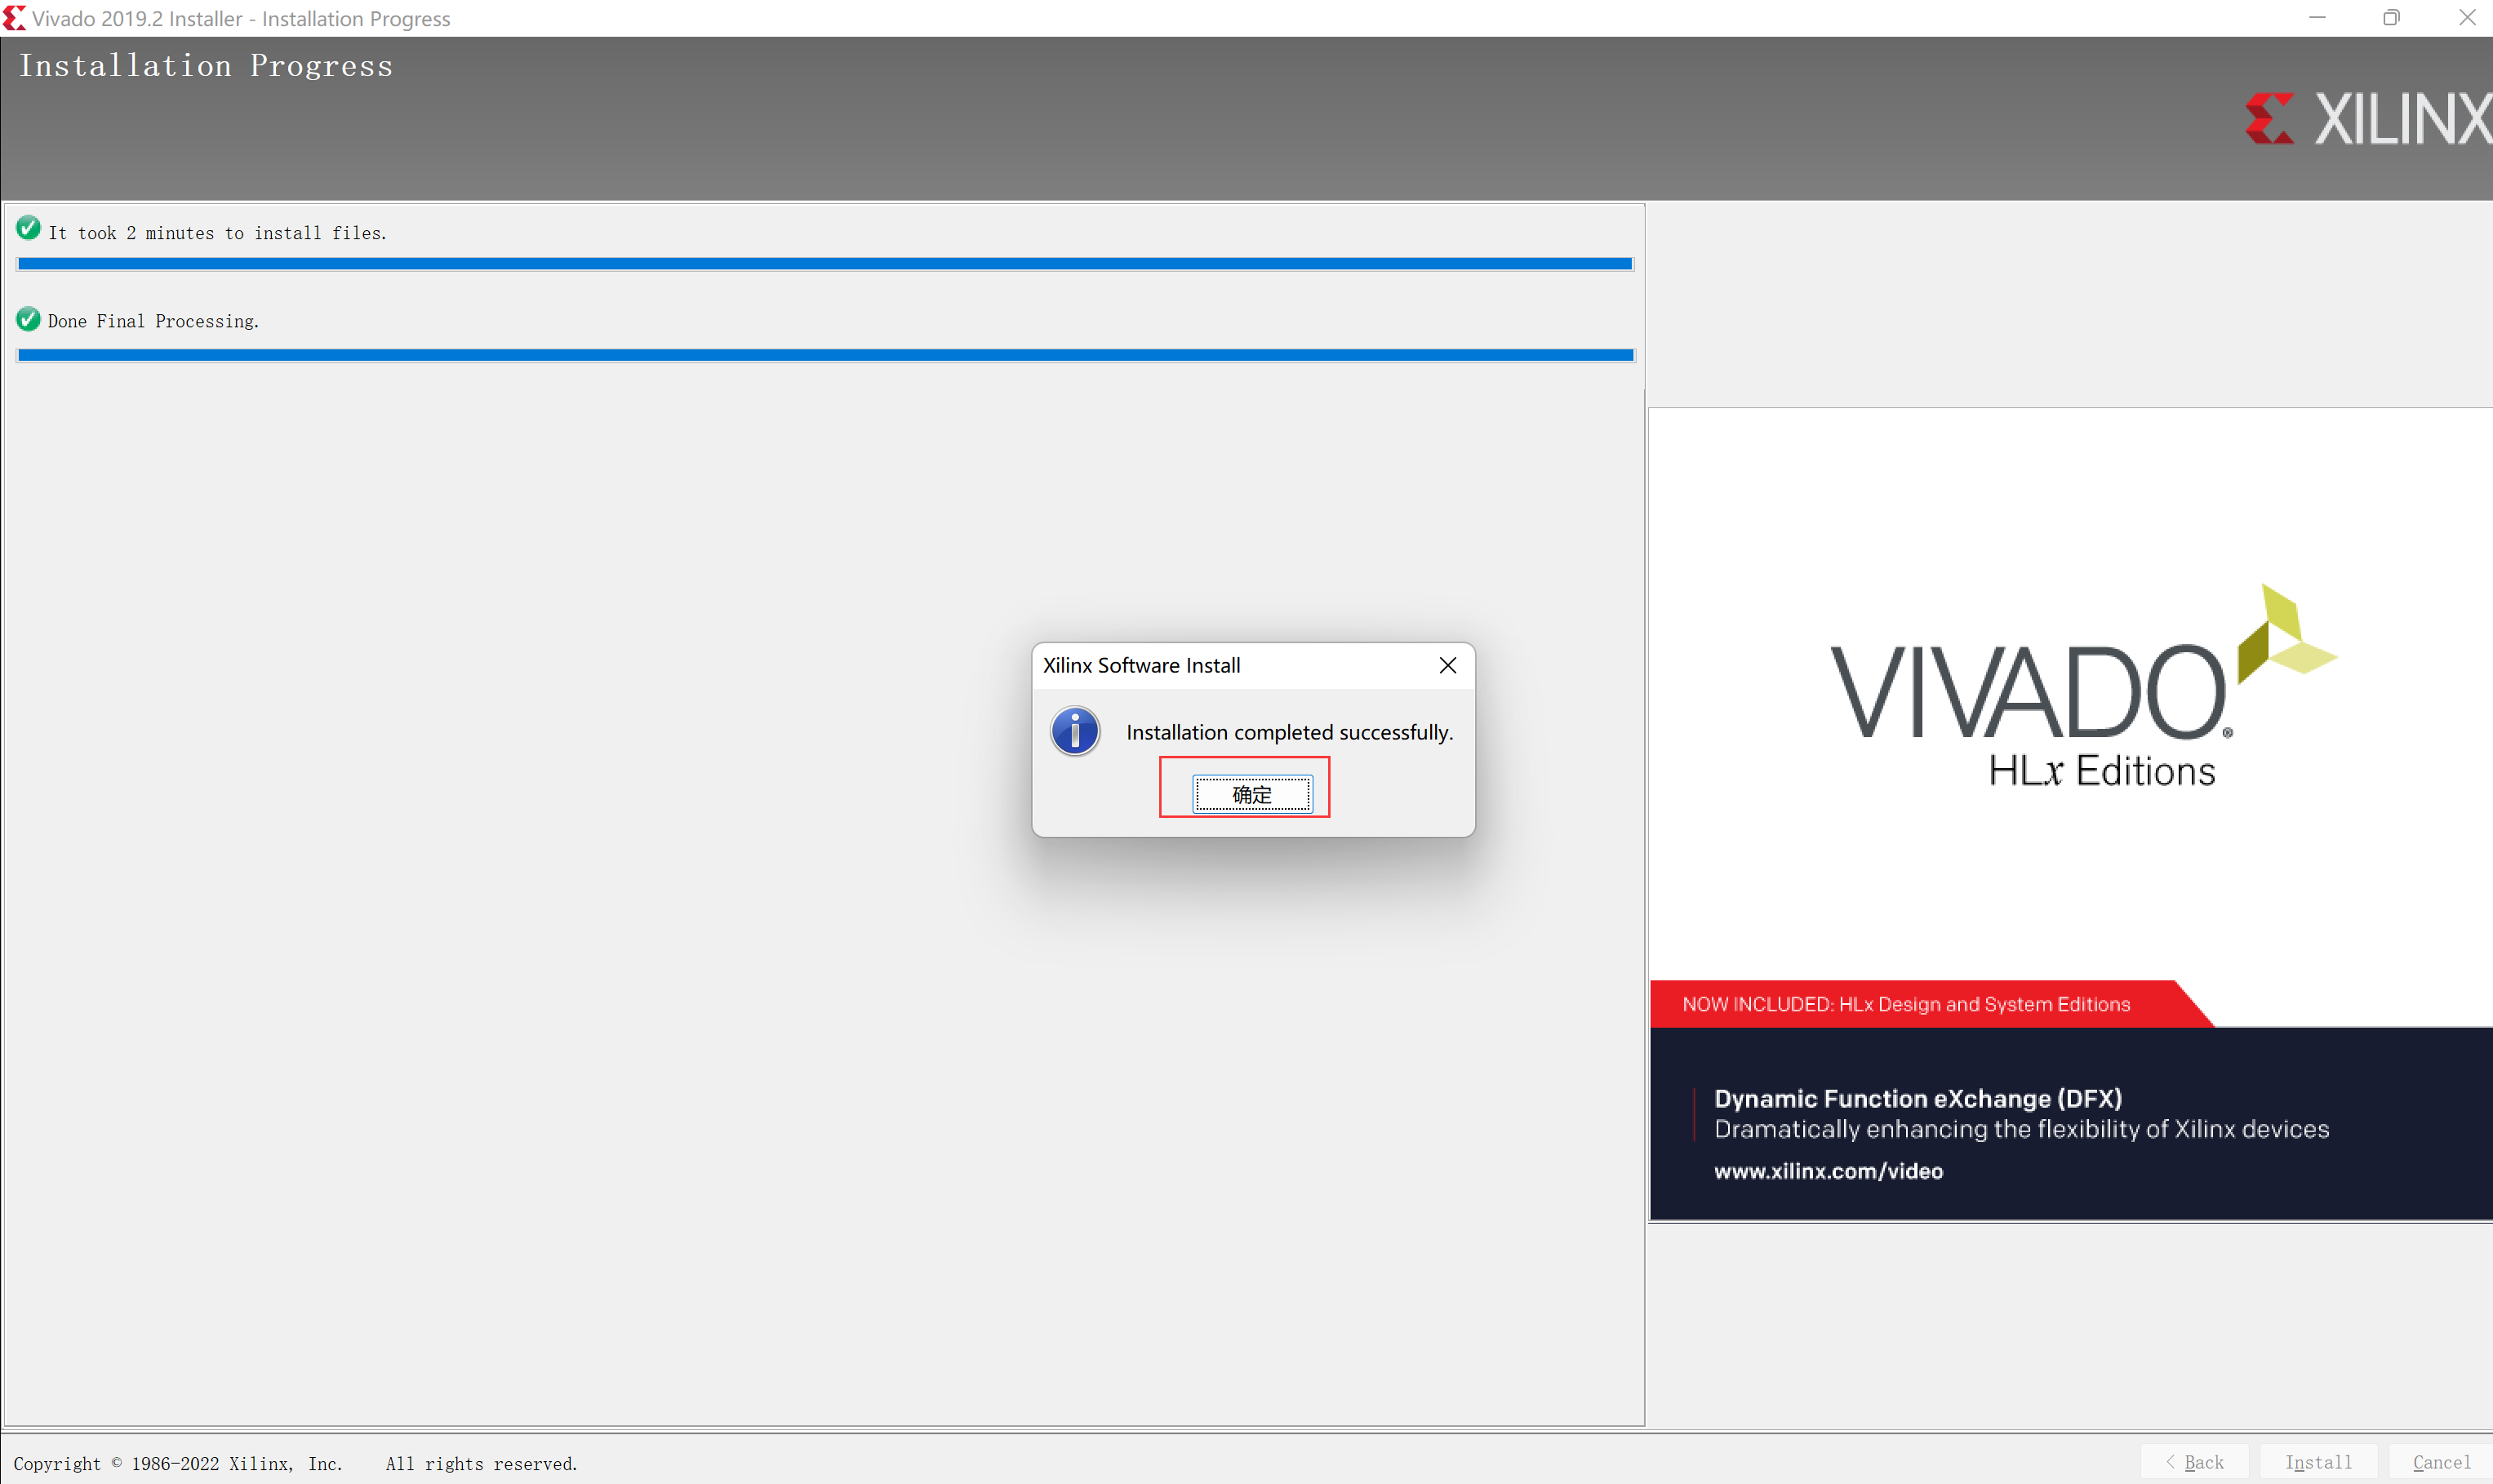 Vivado 2019.2 Installer - Installation Progress
Installation Progress
XILINX
It took 2 minutes to install files.
Done Final Processing.
Xilinx Software Install
Installation completed successfully.
确定
VIVADO®
HLx Editions
NOW INCLUDED: HLx Design and System Editions
Dynamic Function eXchange (DFX)
Dramatically enhancing the flexibility of Xilinx devices
www.xilinx.com/video
Copyright © 1986-2022 Xilinx, Inc. All rights reserved.
< Back Install Cancel